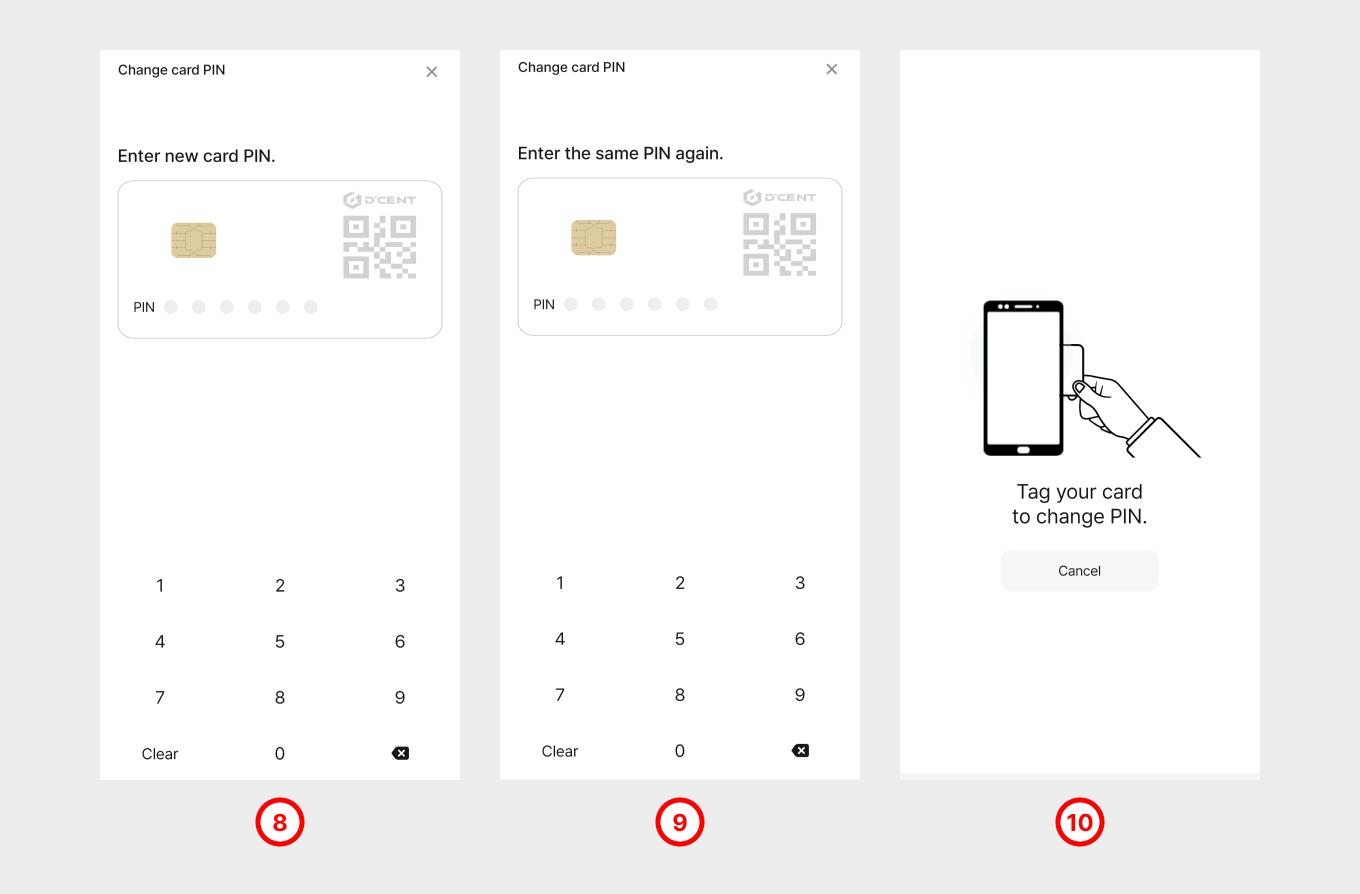 Change card PIN
Enter new card PIN.
D'CENT
PIN
1 2 3
4 5 6
7 8 9
Clear 0
8
Change card PIN
Enter the same PIN again.
D'CENT
PIN
1 2 3
4 5 6
7 8 9
Clear 0
9
Tag your card
to change PIN.
Cancel
10